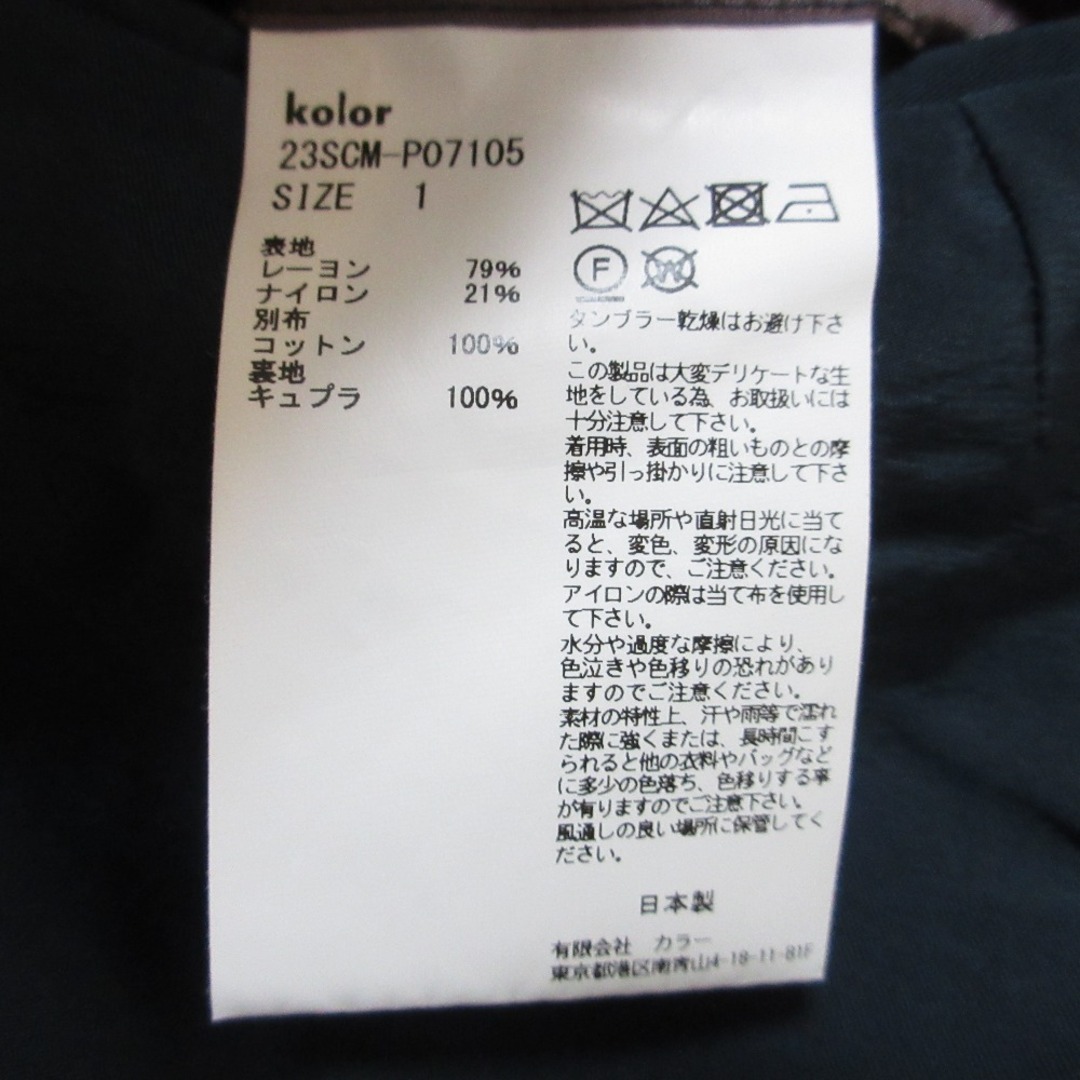 kolor
23SCM-P07105
SIZE 1
表地
レーヨン 79%
ナイロン 21%
別布
コットン 100%
裏地
キュプラ 100%
F
W
タンブラー乾燥はお避け下さ
い。
この製品は大変デリケートな生
地をしている為、お取扱いには
十分注意して下さい。
着用時、表面の粗いものとの摩
擦や引っ掛かりに注意して下さ
い。
高温な場所や直射日光に当て
ると、変色、変形の原因にな
りますので、ご注意ください。
アイロンの際は当て布を使用し
て下さい。
水分や過度な摩擦により、
色泣きや色移りの恐れがあり
ますのでご注意ください。
素材の特性上、汗や雨等で濡れ
た際に強くまたは、長時間こす
られると他の衣料やバッグなど
に多少の色落ち、色移りする事
が有りますのでご注意下さい。
風通しの良い場所に保管してく
ださい。
日本製
有限会社 カラー
東京都港区南青山4-18-11-81F